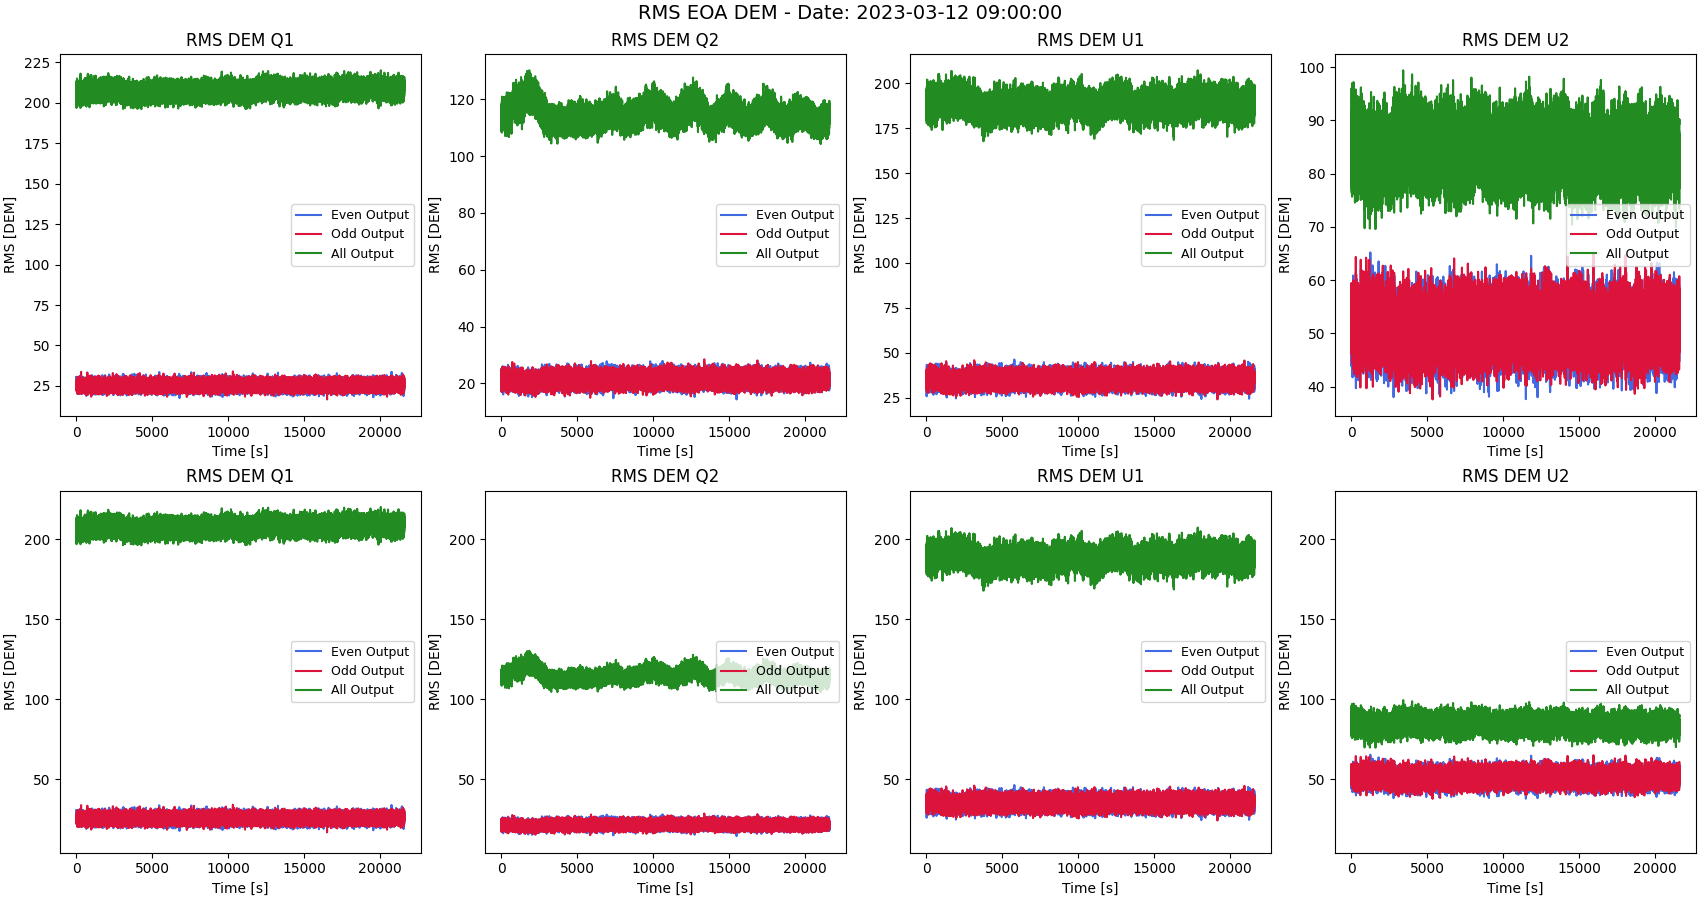 RMS EOA DEM - Date: 2023-03-12 09:00:00
RMS DEM Q1
RMS DEM Q2
RMS DEM U1
RMS DEM U2
RMS [DEM]
225
200
175
150
125
100
75
50
25
Even Output
Odd Output
All Output
0 5000 10000 15000 20000
Time [s]
RMS [DEM]
120
100
80
60
40
20
Even Output
Odd Output
All Output
0 5000 10000 15000 20000
Time [s]
RMS [DEM]
200
175
150
125
100
75
50
25
Even Output
Odd Output
All Output
0 5000 10000 15000 20000
Time [s]
RMS [DEM]
100
90
80
70
60
50
40
Even Output
Odd Output
All Output
0 5000 10000 15000 20000
Time [s]
RMS DEM Q1
RMS DEM Q2
RMS DEM U1
RMS DEM U2
RMS [DEM]
200
150
100
50
Even Output
Odd Output
All Output
0 5000 10000 15000 20000
Time [s]
RMS [DEM]
200
150
100
50
Even Output
Odd Output
All Output
0 5000 10000 15000 20000
Time [s]
RMS [DEM]
200
150
100
50
Even Output
Odd Output
All Output
0 5000 10000 15000 20000
Time [s]
RMS [DEM]
200
150
100
50
Even Output
Odd Output
All Output
0 5000 10000 15000 20000
Time [s]